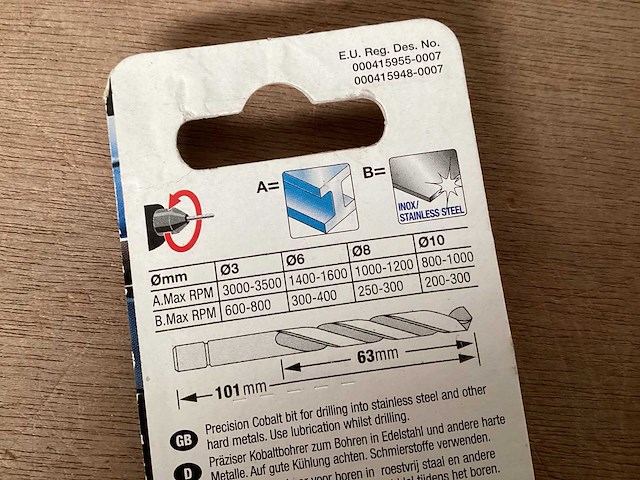 E.U. Reg. Des. No.
000415955-0007
000415948-0007
A=
B=
INOX/
STAINLESS STEEL
Ømm Ø3 Ø6 Ø8 Ø10
A.Max RPM 3000-3500 1400-1600 1000-1200 800-1000
B.Max RPM 600-800 300-400 250-300 200-300
63mm
101mm
GB Precision Cobalt bit for drilling into stainless steel and other
hard metals. Use lubrication whilst drilling.
D Präziser Kobaltbohrer zum Bohren in Edelstahl und andere harte
Metalle. Auf gute Kühlung achten. Schmierstoffe verwenden.
voor boren in roestvrij staal en andere
tijdens het boren.